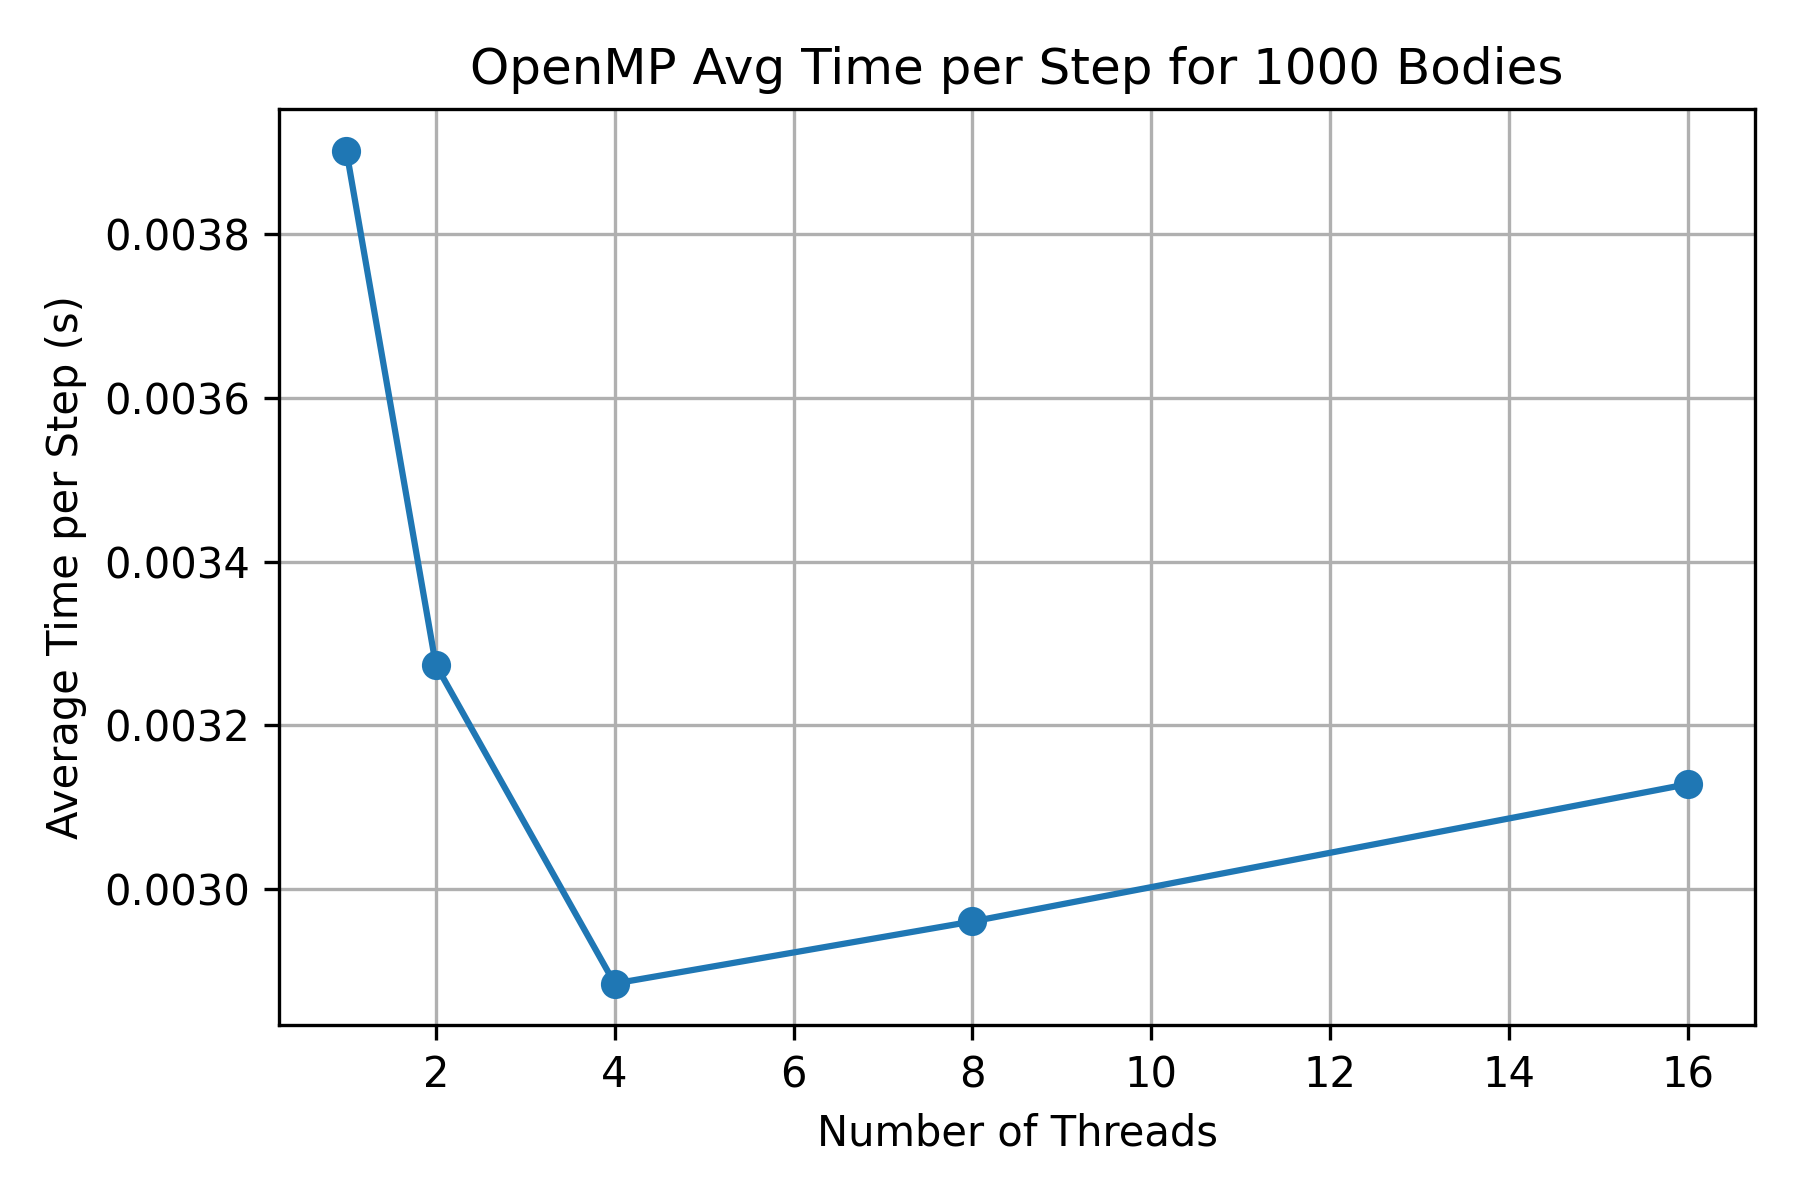 OpenMP Avg Time per Step for 1000 Bodies
Average Time per Step (s)
0.0038
0.0036
0.0034
0.0032
0.0030
2 4 6 8 10 12 14 16
Number of Threads